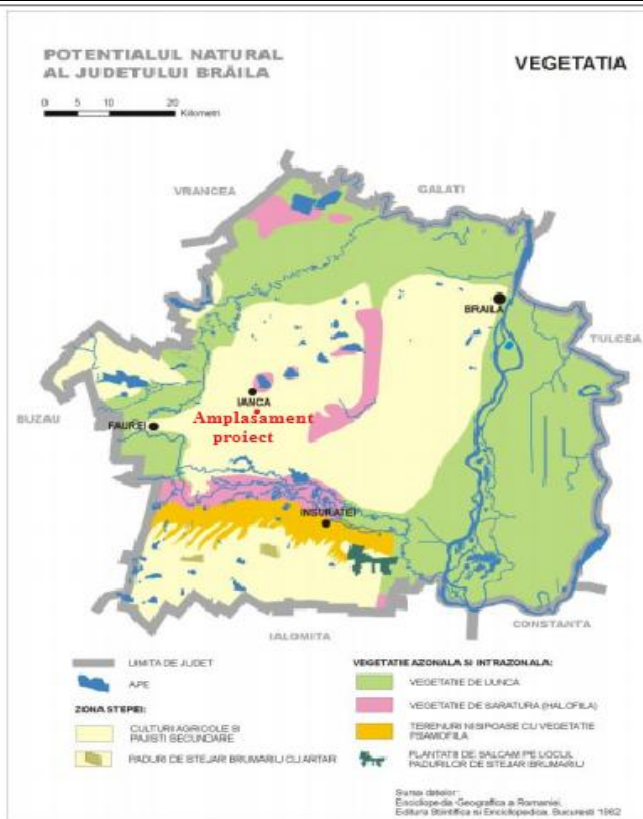 POTENTIALUL NATURAL
AL JUDETULUI BRĂILA
VEGETATIA
0 5 10 20
Kilometri
VRANCEA
GALATI
BRAILA
TULCEA
IANCA
BUZAU
Amplasament
proiect
FAUREI
INSURATEI
CONSTANTA
IALOMITA
LIMITA DE JUDET
APE
ZONA STEPEI:
CULTURI AGRICOLE SI
PAJISTI SECUNDARE
PADURI DE STEJAR BRUMARIU CU ARTAR
VEGETATIE AZONALA SI INTRAZONALA:
VEGETATIE DE LUNCA
VEGETATIE DE SARATURA (HALOFILA)
TERENURI NISIPOASE CU VEGETATIE
PSAMOFILA
PLANTATII DE SALCAM PE LOCUL
PADURILOR DE STEJAR BRUMARIU
Sursa datelor:
Enciclopedia Geografica a Romaniei,
Editura Stiintifica si Enciclopedica, Bucuresti 1982